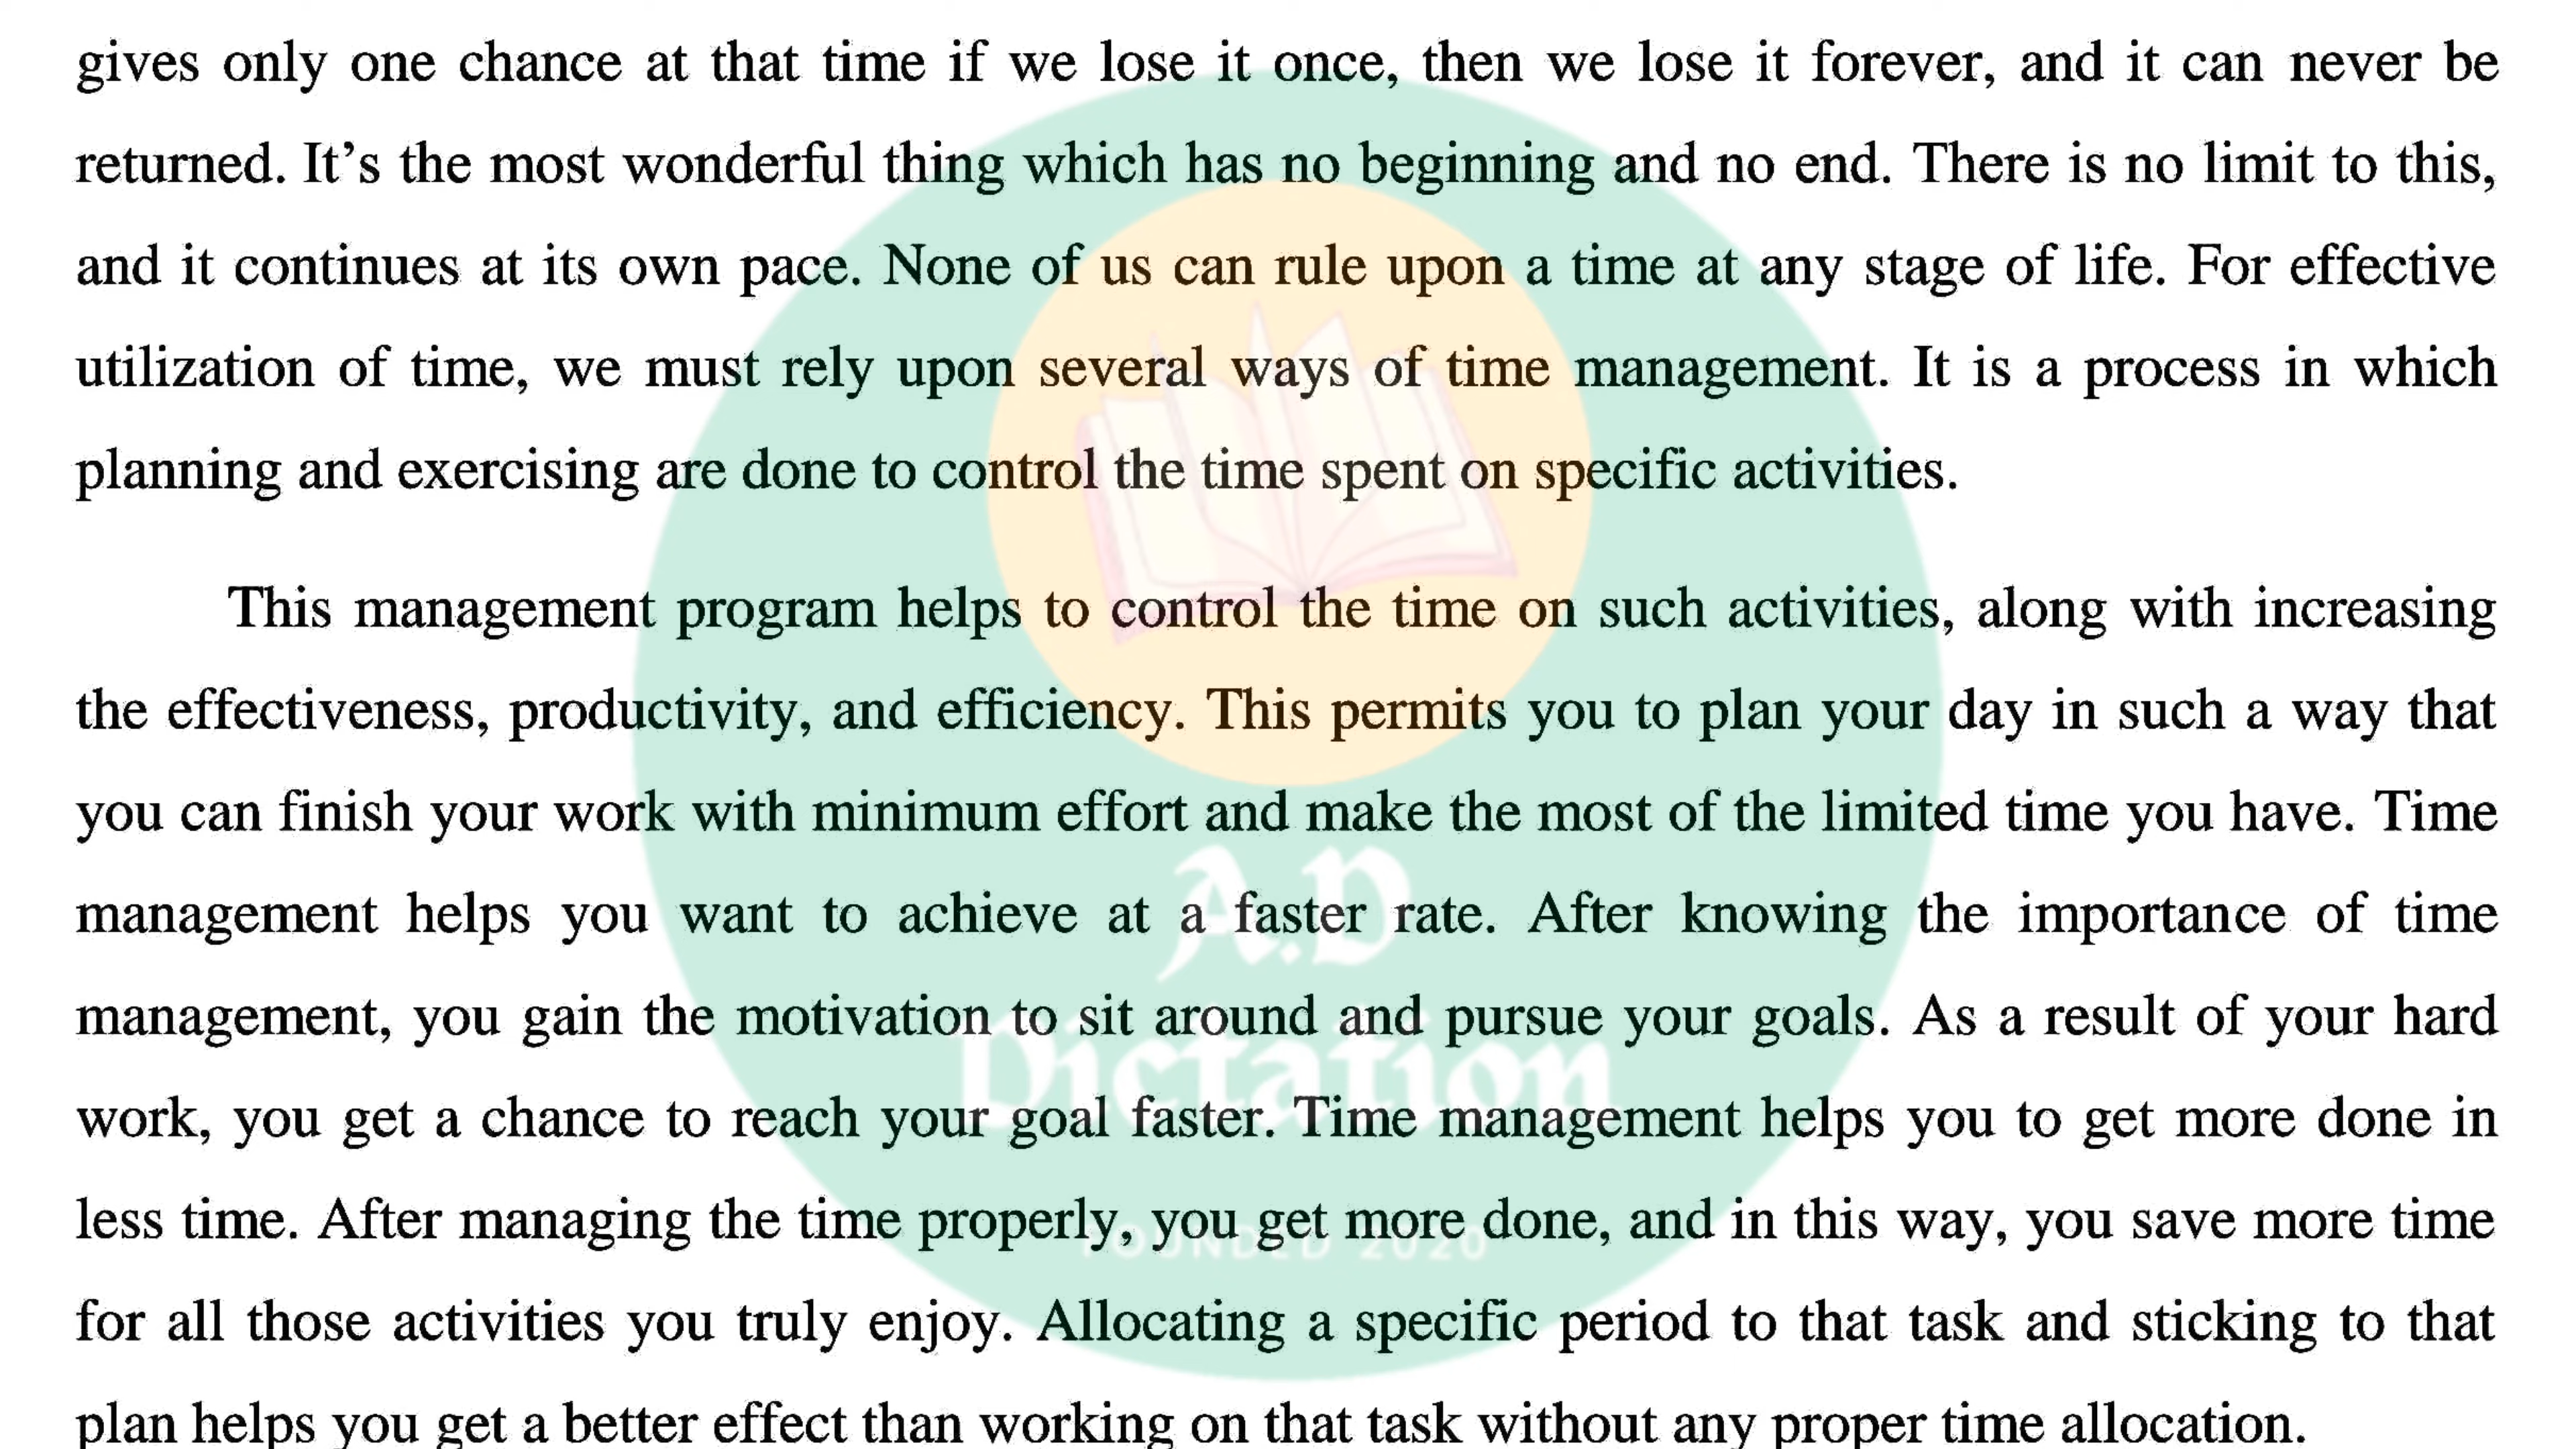 gives only one chance at that time if we lose it once, then we lose it forever, and it can never be
returned. It’s the most wonderful thing which has no beginning and no end. There is no limit to this,
and it continues at its own pace. None of us can rule upon a time at any stage of life. For effective
utilization of time, we must rely upon several ways of time management. It is a process in which
planning and exercising are done to control the time spent on specific activities.
This management program helps to control the time on such activities, along with increasing
the effectiveness, productivity, and efficiency. This permits you to plan your day in such a way that
you can finish your work with minimum effort and make the most of the limited time you have. Time
management helps you want to achieve at a faster rate. After knowing the importance of time
management, you gain the motivation to sit around and pursue your goals. As a result of your hard
work, you get a chance to reach your goal faster. Time management helps you to get more done in
less time. After managing the time properly, you get more done, and in this way, you save more time
for all those activities you truly enjoy. Allocating a specific period to that task and sticking to that
plan helps you get a better effect than working on that task without any proper time allocation.
A.D
Dictation
FOUNDED 2020